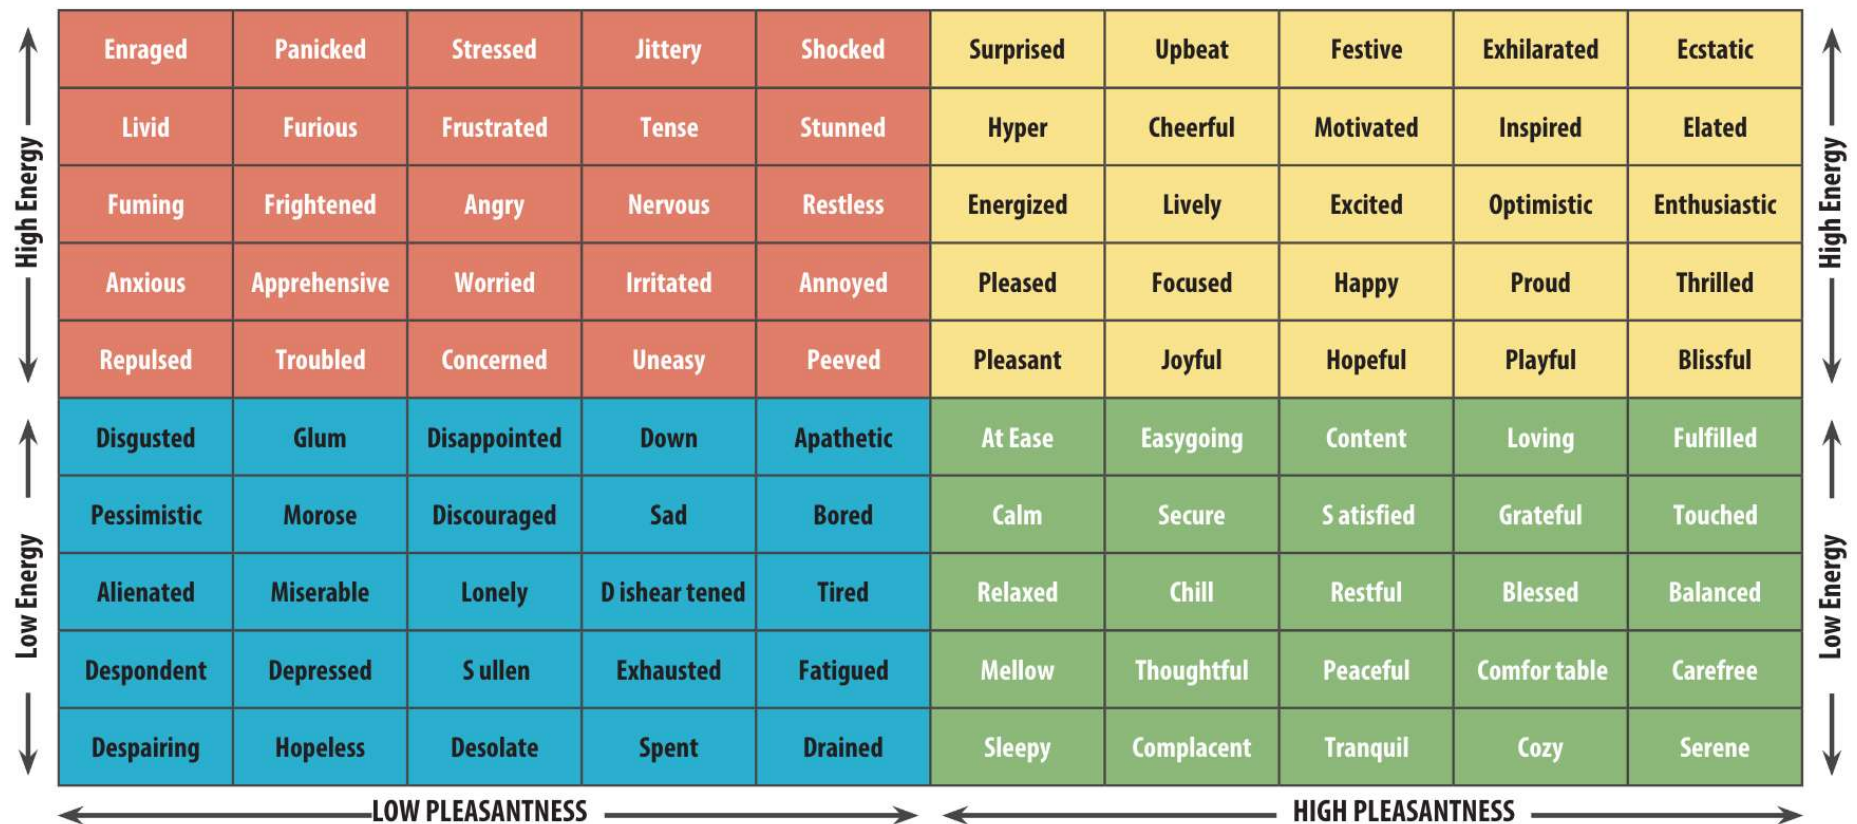 Enraged Panicked Stressed Jittery Shocked Surprised Upbeat Festive Exhilarated Ecstatic
Livid Furious Frustrated Tense Stunned Hyper Cheerful Motivated Inspired Elated
Fuming Frightened Angry Nervous Restless Energized Lively Excited Optimistic Enthusiastic
Anxious Apprehensive Worried Irritated Annoyed Pleased Focused Happy Proud Thrilled
Repulsed Troubled Concerned Uneasy Peeved Pleasant Joyful Hopeful Playful Blissful
Disgusted Glum Disappointed Down Apathetic At Ease Easygoing Content Loving Fulfilled
Pessimistic Morose Discouraged Sad Bored Calm Secure S atisfied Grateful Touched
Alienated Miserable Lonely D ishear tened Tired Relaxed Chill Restful Blessed Balanced
Despondent Depressed S ullen Exhausted Fatigued Mellow Thoughtful Peaceful Comfor table Carefree
Despairing Hopeless Desolate Spent Drained Sleepy Complacent Tranquil Cozy Serene
High Energy
Low Energy
High Energy
Low Energy
LOW PLEASANTNESS
HIGH PLEASANTNESS